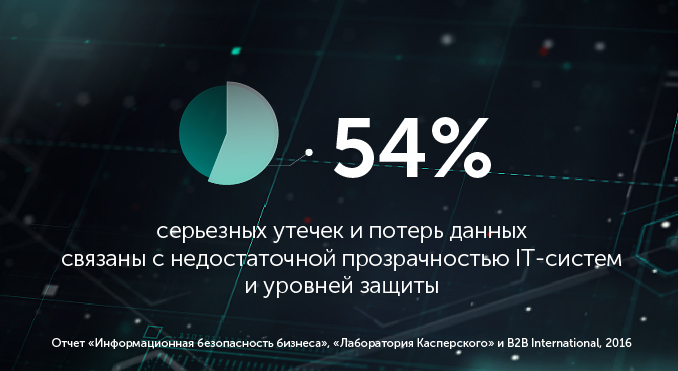 54%
серьезных утечек и потерь данных
связаны с недостаточной прозрачностью IT-систем
и уровней защиты
Отчет «Информационная безопасность бизнеса», «Лаборатория Касперского» и B2B International, 2016